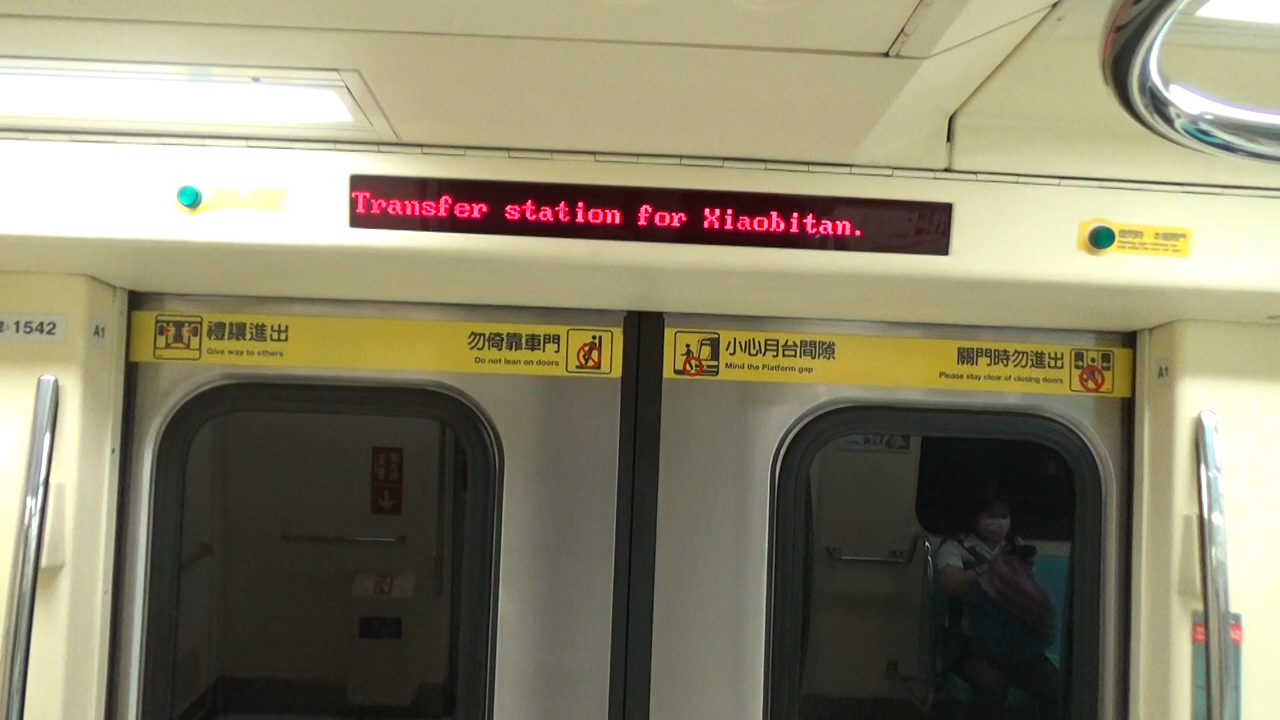 Transfer station for Xiaobitan.
1542
A1
禮讓進出
Give way to others
勿倚靠車門
Do not lean on doors
小心月台間隙
Mind the Platform gap
關門時勿進出
Please stay clear of closing doors
A1